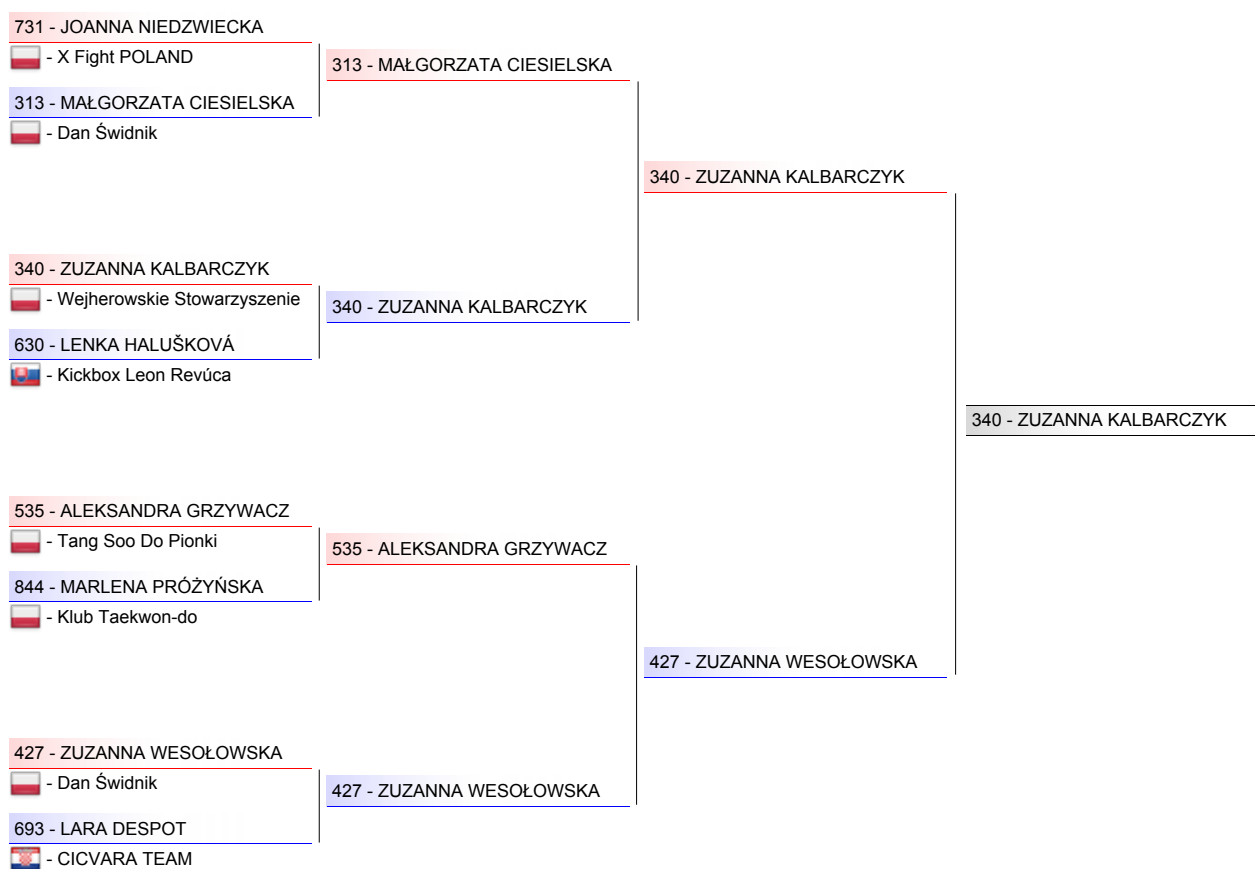 731 - JOANNA NIEDZWIECKA
- X Fight POLAND
313 - MAŁGORZATA CIESIELSKA
- Dan Świdnik
340 - ZUZANNA KALBARCZYK
- Wejherowskie Stowarzyszenie
630 - LENKA HALUŠKOVÁ
- Kickbox Leon Revúca
535 - ALEKSANDRA GRZYWACZ
- Tang Soo Do Pionki
844 - MARLENA PRÓŻYŃSKA
- Klub Taekwon-do
427 - ZUZANNA WESOŁOWSKA
- Dan Świdnik
693 - LARA DESPOT
- CICVARA TEAM
313 - MAŁGORZATA CIESIELSKA
340 - ZUZANNA KALBARCZYK
535 - ALEKSANDRA GRZYWACZ
427 - ZUZANNA WESOŁOWSKA
340 - ZUZANNA KALBARCZYK
427 - ZUZANNA WESOŁOWSKA
340 - ZUZANNA KALBARCZYK